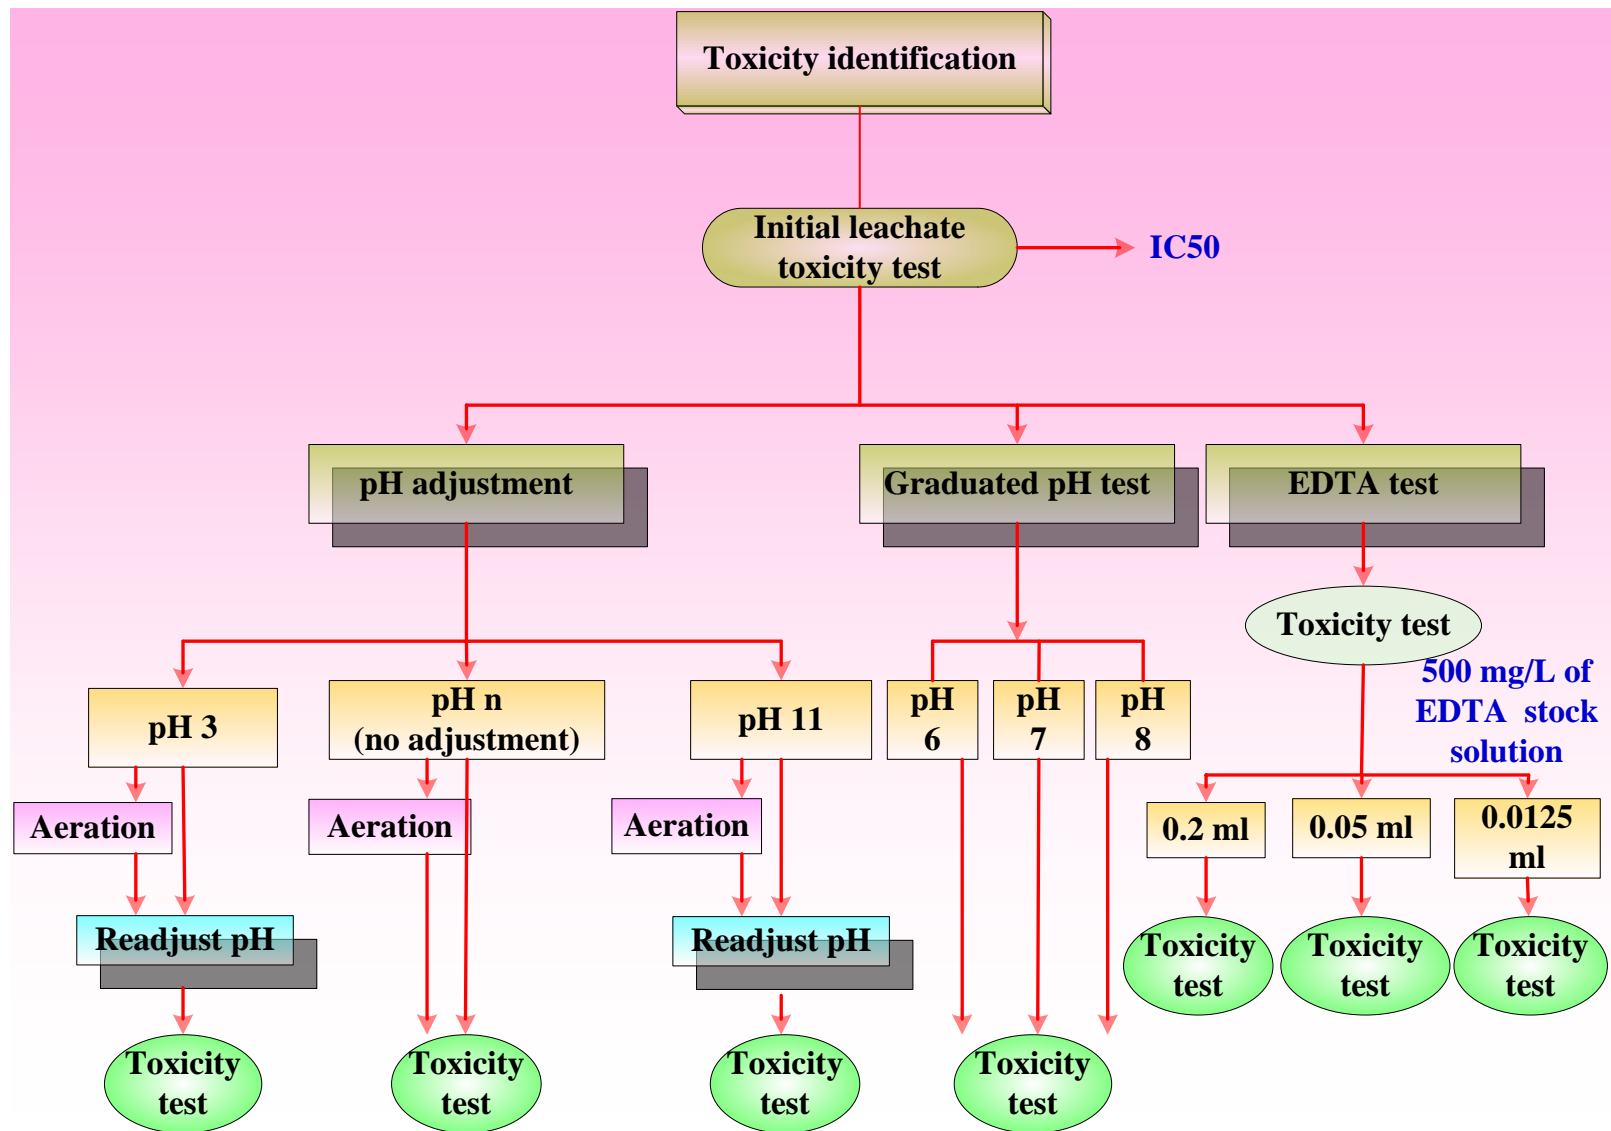 Toxicity identification
Initial leachate
toxicity test
IC50
pH adjustment
Graduated pH test
EDTA test
Toxicity test
500 mg/L of
EDTA stock
solution
pH 3
pH n
(no adjustment)
pH 11
pH
6
pH
7
pH
8
Aeration
Aeration
Aeration
0.2 ml
0.05 ml
0.0125
ml
Readjust pH
Readjust pH
Toxicity
test
Toxicity
test
Toxicity
test
Toxicity
test
Toxicity
test
Toxicity
test
Toxicity
test